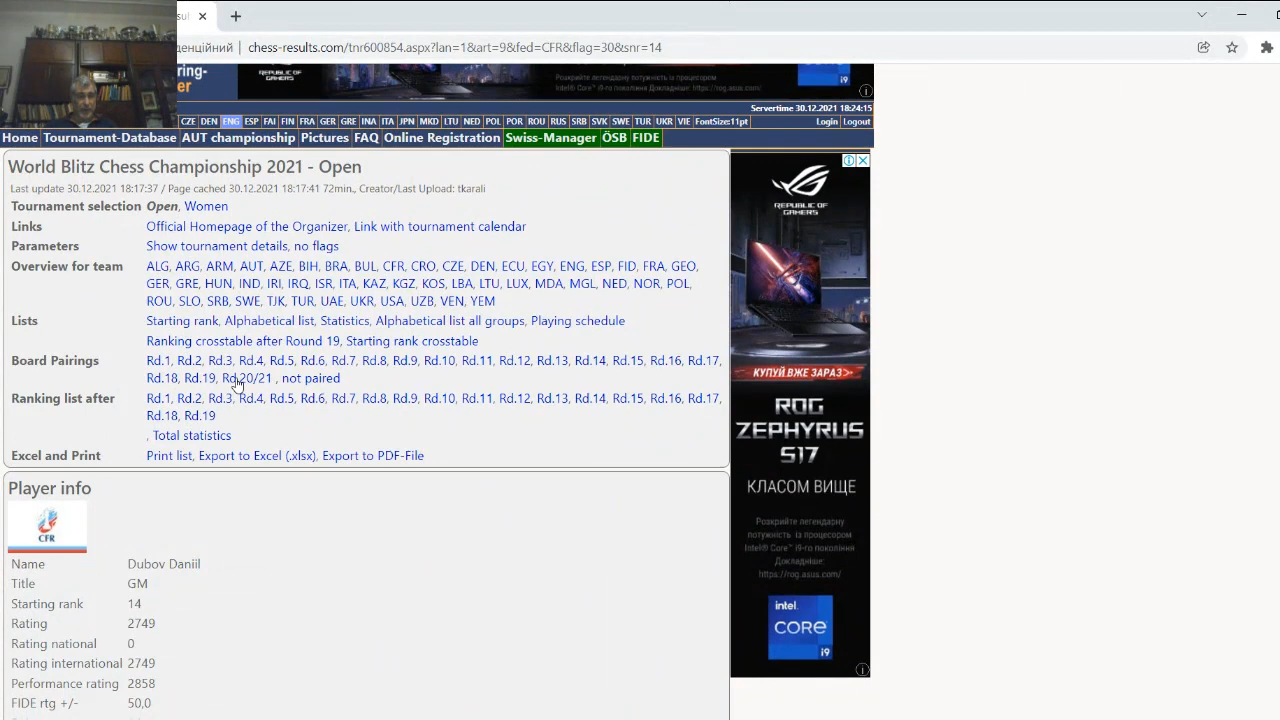 sul ✕ +
денційний | chess-results.com/tnr600854.aspx?lan=1&art=9&fed=CFR&flag=30&snr=14
ring-
er
REPUBLIC OF GAMERS
Розкрийте легендарну потужність із процесором
Intel® Core™ i9-го покоління Докладніше: https://rog.asus.com/
i9
Servertime 30.12.2021 18:24:15
CZE DEN ENG ESP FAI FIN FRA GER GRE INA ITA JPN MKD LTU NED POL POR ROU RUS SRB SVK SWE TUR UKR VIE FontSize:11pt Login Logout
Home Tournament-Database AUT championship Pictures FAQ Online Registration Swiss-Manager ÖSB FIDE
World Blitz Chess Championship 2021 - Open
Last update 30.12.2021 18:17:37 / Page cached 30.12.2021 18:17:41 72min., Creator/Last Upload: tkarali
Tournament selection Open, Women
Links Official Homepage of the Organizer, Link with tournament calendar
Parameters Show tournament details, no flags
Overview for team ALG, ARG, ARM, AUT, AZE, BIH, BRA, BUL, CFR, CRO, CZE, DEN, ECU, EGY, ENG, ESP, FID, FRA, GEO,
GER, GRE, HUN, IND, IRI, IRQ, ISR, ITA, KAZ, KGZ, KOS, LBA, LTU, LUX, MDA, MGL, NED, NOR, POL,
ROU, SLO, SRB, SWE, TJK, TUR, UAE, UKR, USA, UZB, VEN, YEM
Lists Starting rank, Alphabetical list, Statistics, Alphabetical list all groups, Playing schedule
Ranking crosstable after Round 19, Starting rank crosstable
Board Pairings Rd.1, Rd.2, Rd.3, Rd.4, Rd.5, Rd.6, Rd.7, Rd.8, Rd.9, Rd.10, Rd.11, Rd.12, Rd.13, Rd.14, Rd.15, Rd.16, Rd.17,
Rd.18, Rd.19, Rd.20/21 , not paired
Ranking list after Rd.1, Rd.2, Rd.3, Rd.4, Rd.5, Rd.6, Rd.7, Rd.8, Rd.9, Rd.10, Rd.11, Rd.12, Rd.13, Rd.14, Rd.15, Rd.16, Rd.17,
Rd.18, Rd.19
, Total statistics
Excel and Print Print list, Export to Excel (.xlsx), Export to PDF-File
Player info
CFR
Name Dubov Daniil
Title
Starting rank 14
Rating 2749
Rating national 0
Rating international 2749
Performance rating 2858
FIDE rtg +/- 50,0
REPUBLIC OF
GAMERS
КУПУЙ ВЖЕ ЗАРАЗ >
ROG
ZEPHYRUS
S17
КЛАСОМ ВИЩЕ
Розкрийте легендарну
потужність із процесором
Intel® Core™ i9-го покоління
Докладніше:
https://rog.asus.com/
intel.
CORE
i9